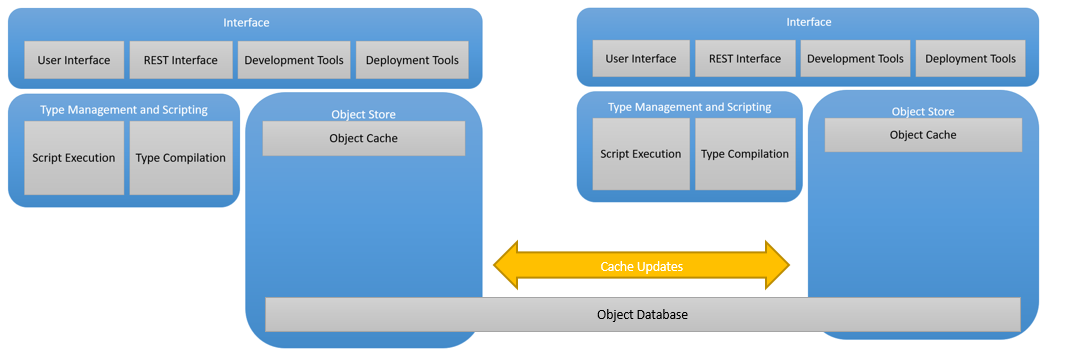 Interface
User Interface
REST Interface
Development Tools
Deployment Tools
Type Management and Scripting
Script Execution
Type Compilation
Object Store
Object Cache
Interface
User Interface
REST Interface
Development Tools
Deployment Tools
Type Management and Scripting
Script Execution
Type Compilation
Object Store
Object Cache
Cache Updates
Object Database